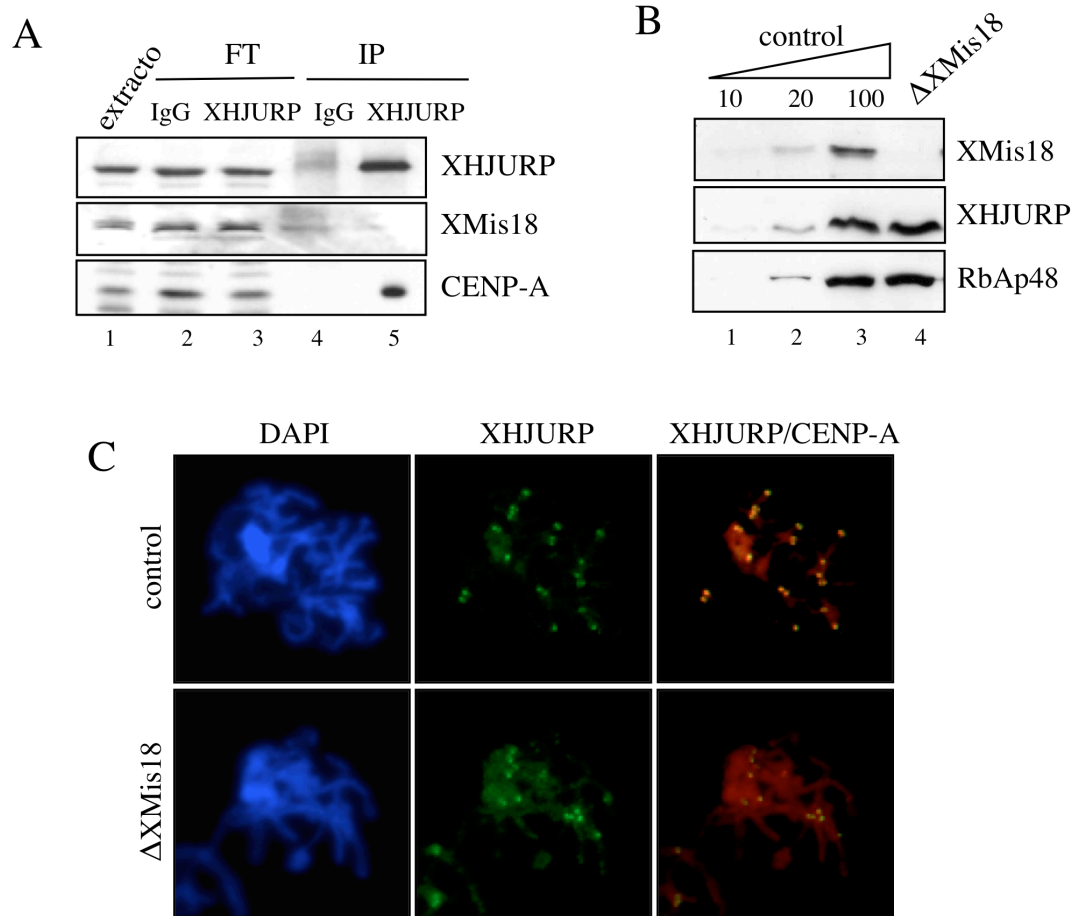 A
extracto
FT
IP
IgG XHJURP IgG XHJURP
XHJURP
XMis18
CENP-A
1 2 3 4 5
B
control
ΔXMis18
10 20 100
XMis18
XHJURP
RbAp48
1 2 3 4
C
DAPI XHJURP XHJURP/CENP-A
control
ΔXMis18